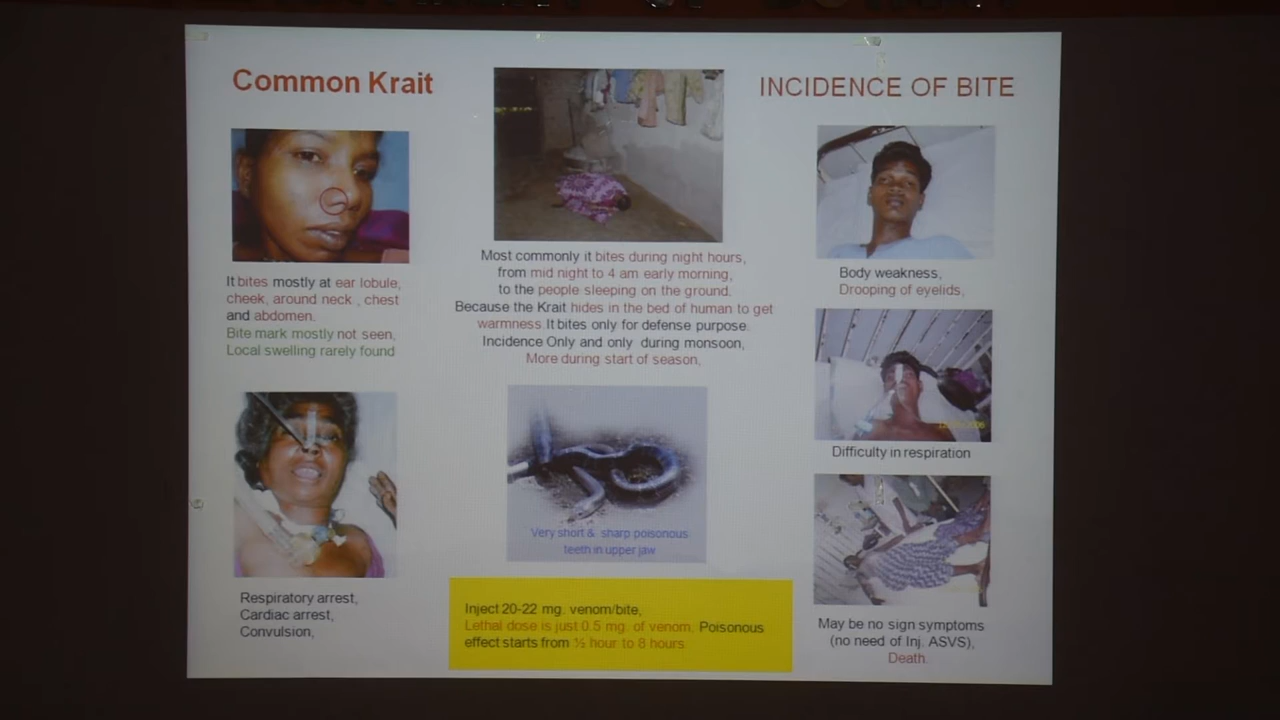 Common Krait
INCIDENCE OF BITE
It bites mostly at ear lobule,
cheek, around neck , chest
and abdomen.
Bite mark mostly not seen,
Local swelling rarely found
Most commonly it bites during night hours,
from mid night to 4 am early morning,
to the people sleeping on the ground.
Because the Krait hides in the bed of human to get
warmness.It bites only for defense purpose.
Incidence Only and only during monsoon,
More during start of season,
Body weakness,
Drooping of eyelids,
Difficulty in respiration
Very short & sharp poisonous
teeth in upper jaw
Respiratory arrest,
Cardiac arrest,
Convulsion,
Inject 20-22 mg. venom/bite,
Lethal dose is just 0.5 mg. of venom, Poisonous
effect starts from ½ hour to 8 hours
May be no sign symptoms
(no need of Inj. ASVS),
Death.